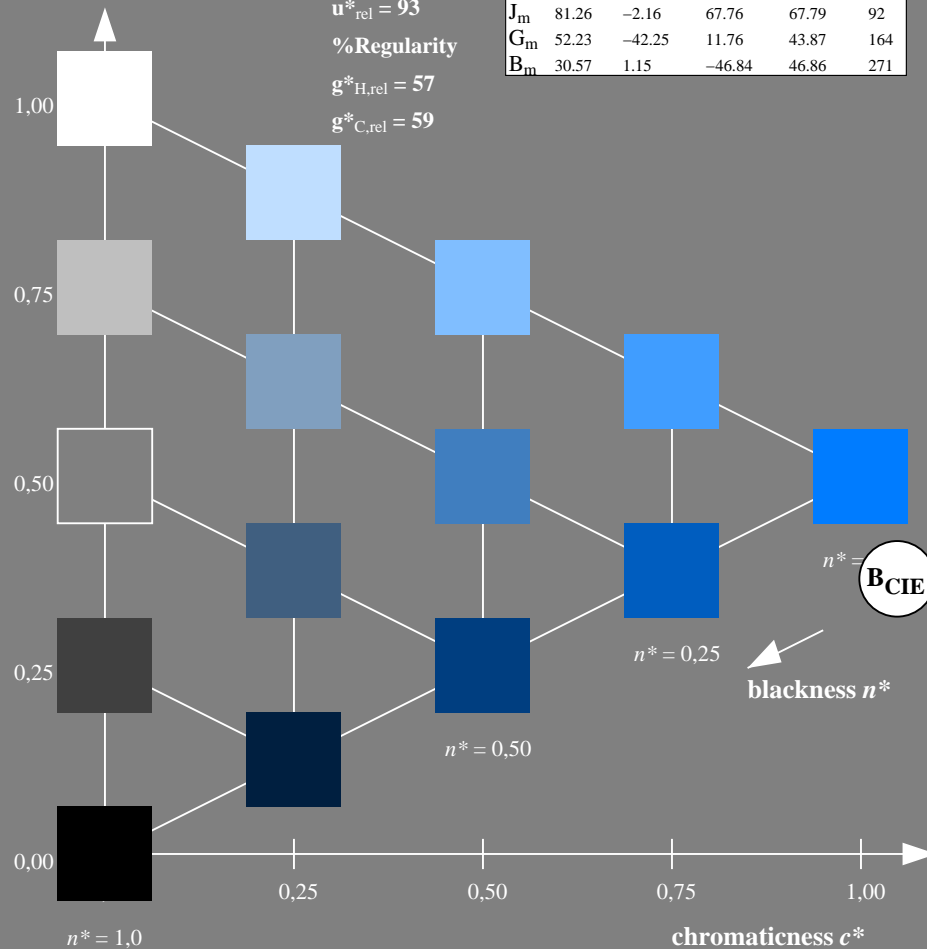 u*rel = 93
%Regularity
g*H,rel = 57
g*C,rel = 59
Jm 81.26 −2.16 67.76 67.79 92
Gm 52.23 −42.25 11.76 43.87 164
Bm 30.57 1.15 −46.84 46.86 271
1,00
0,75
0,50
n* =
BCIE
n* = 0,25
0,25
blackness n*
n* = 0,50
0,00
0,25 0,50 0,75 1,00
n* = 1,0
chromaticness c*